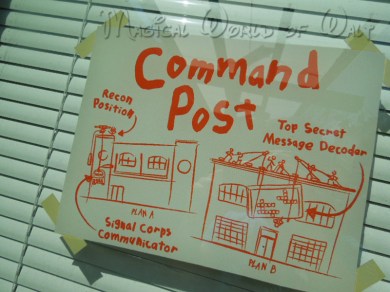 Magical World of Walt
Command
Post
Recon
Position
Top Secret
Message Decoder
PLAN A
Signal Corps
Communicator
PLAN B